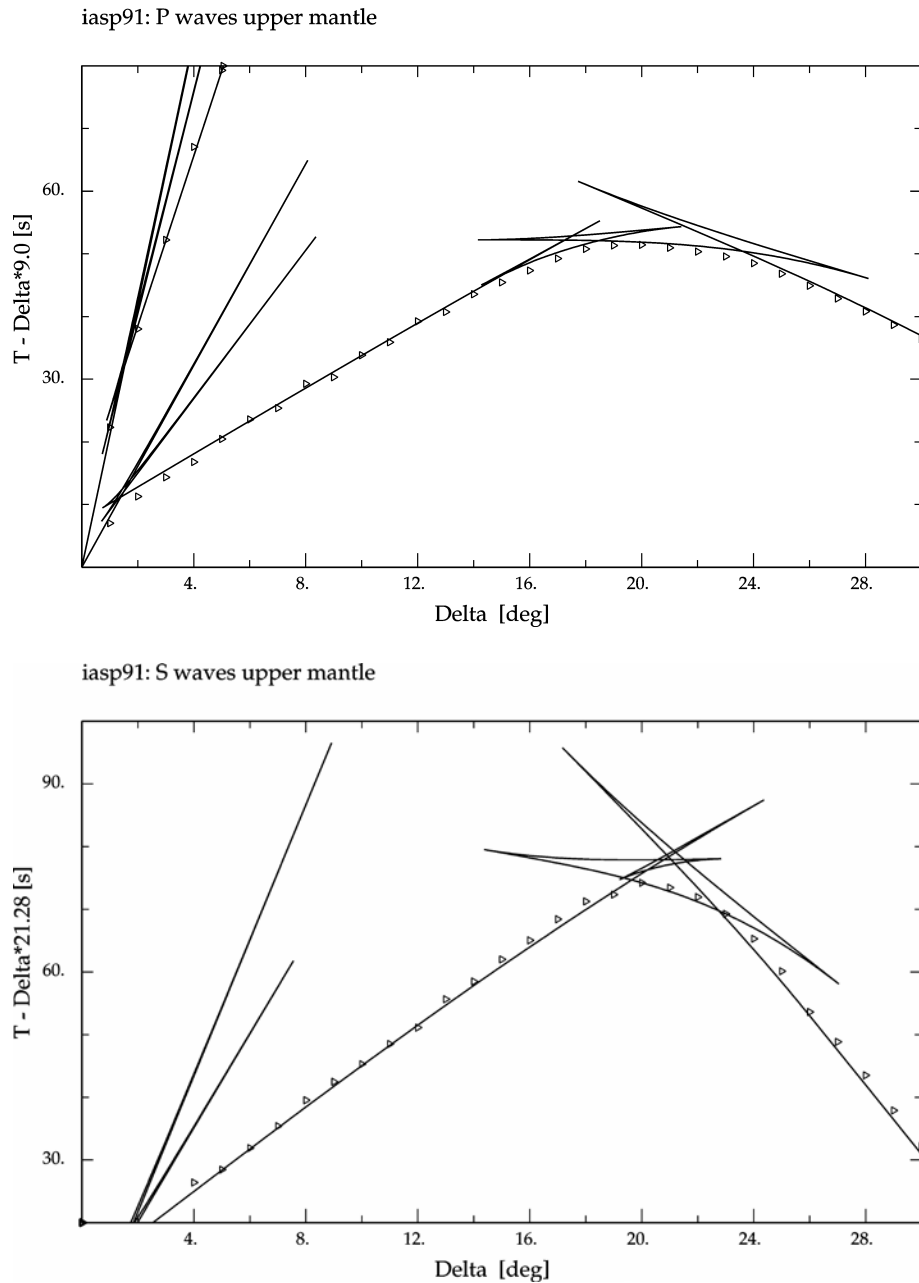 iasp91: P waves upper mantle
T - Delta*9.0 [s]
60.
30.
4. 8. 12. 16. 20. 24. 28.
Delta [deg]
iasp91: S waves upper mantle
T - Delta*21.28 [s]
90.
60.
30.
4. 8. 12. 16. 20. 24. 28.
Delta [deg]